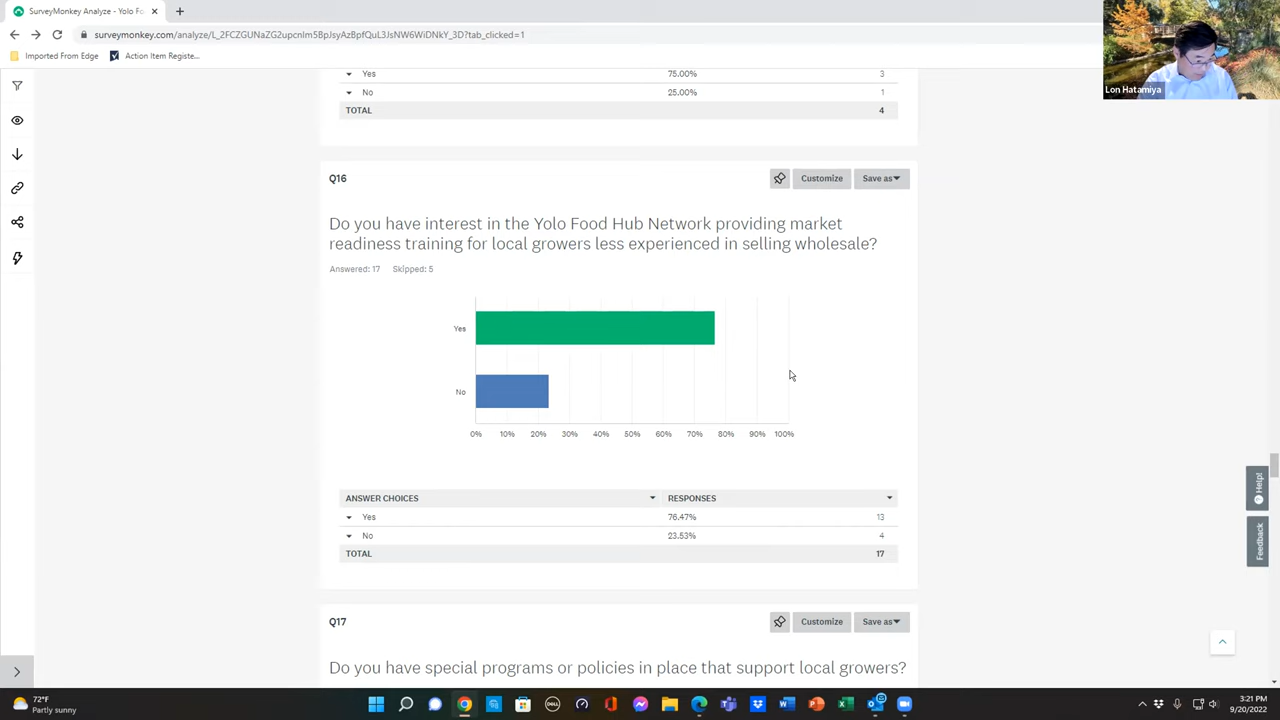 SurveyMonkey Analyze - Yolo Fo
surveymonkey.com/analyze/L_2FCZGUNaZG2upcnIm5BpJsyAzBpfQuL3JsNW6WiDNkY_3D?tab_clicked=1
Imported From Edge
Action Item Registe...
Lon Hatamiya
Yes 75.00% 3
No 25.00% 1
TOTAL 4
Q16
Customize
Save as
Do you have interest in the Yolo Food Hub Network providing market
readiness training for local growers less experienced in selling wholesale?
Answered: 17 Skipped: 5
Yes
No
0% 10% 20% 30% 40% 50% 60% 70% 80% 90% 100%
ANSWER CHOICES RESPONSES
Yes 76.47% 13
No 23.53% 4
TOTAL 17
Help!
Feedback
Q17
Customize
Save as
Do you have special programs or policies in place that support local growers?
72°F
Partly sunny
DELL
3:21 PM
9/20/2022